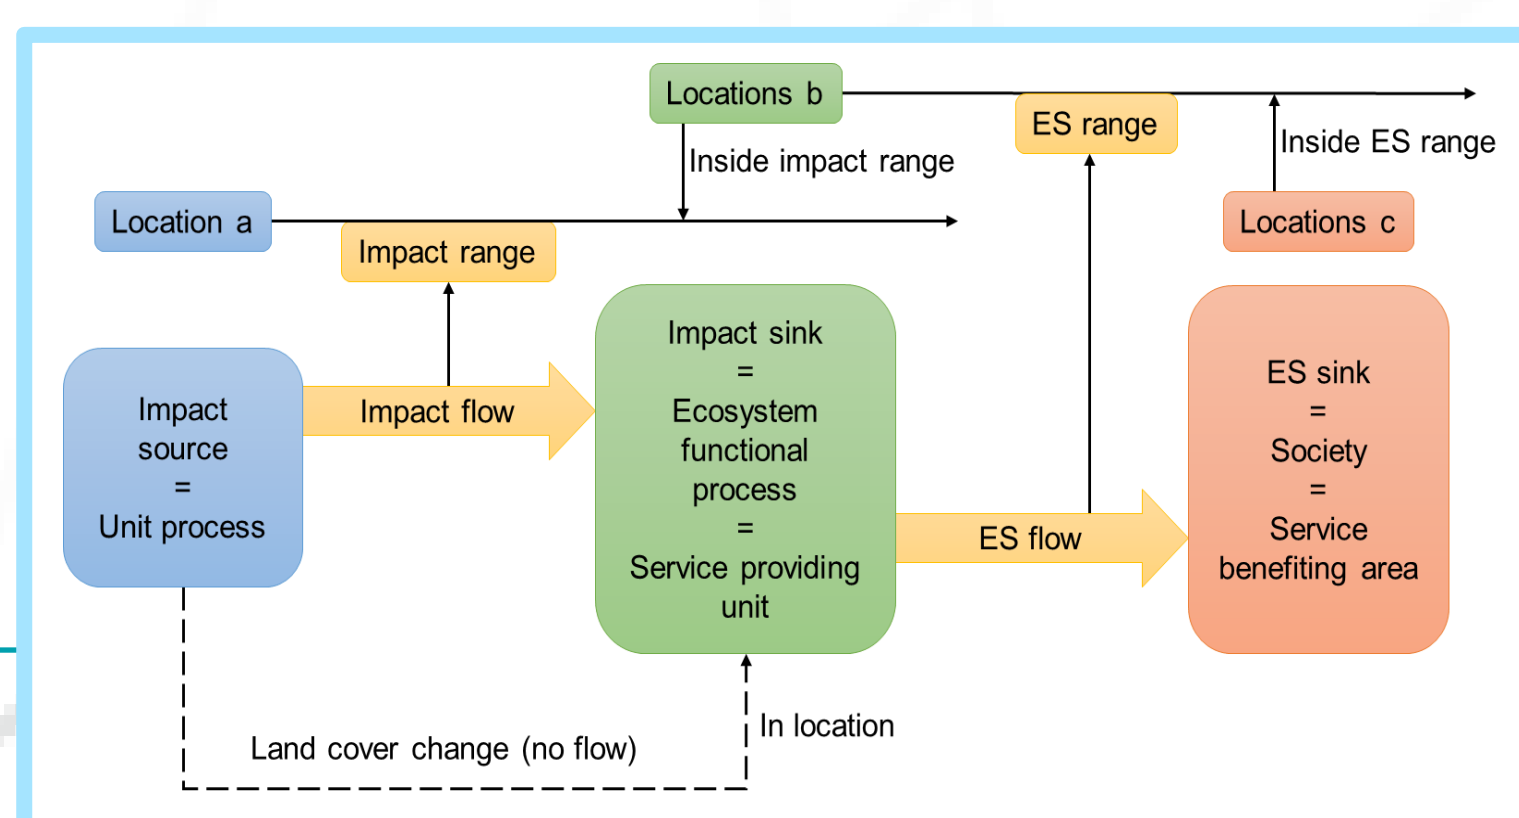 Locations b
ES range
Inside ES range
Inside impact range
Location a
Locations c
Impact range
Impact
source
=
Unit process
Impact flow
Impact sink
=
Ecosystem
functional
process
=
Service providing
unit
ES flow
ES sink
=
Society
=
Service
benefiting area
Land cover change (no flow)
In location